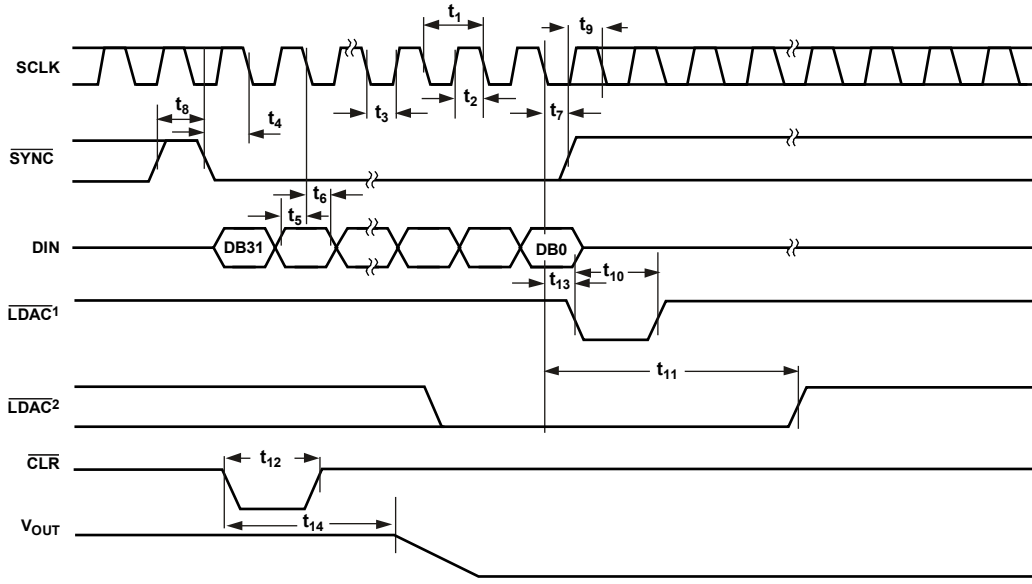 t1
t9
SCLK
t8
t4
t3
t2
t7
SYNC
t6
t5
DIN
DB31
DB0
t13
t10
LDAC1
t11
LDAC2
CLR
t12
t14
VOUT